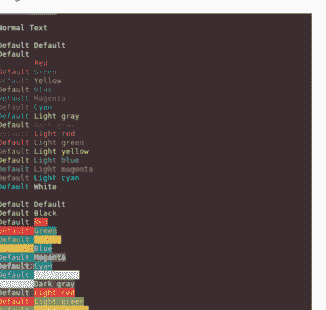 Normal Text
Default Default
Default
Red
Default Green
Default Yellow
Default Blue
Default Magenta
Default Cyan
Default Light gray
Default Dark gray
Default Light red
Default Light green
Default Light yellow
Default Light blue
Default Light magenta
Default Light cyan
Default White
Default Default
Default Black
Default Red
Default Green
Default
Default Blue
Default Magenta
Default Cyan
Default
Dark gray
Default Light red
Default Light green
Default